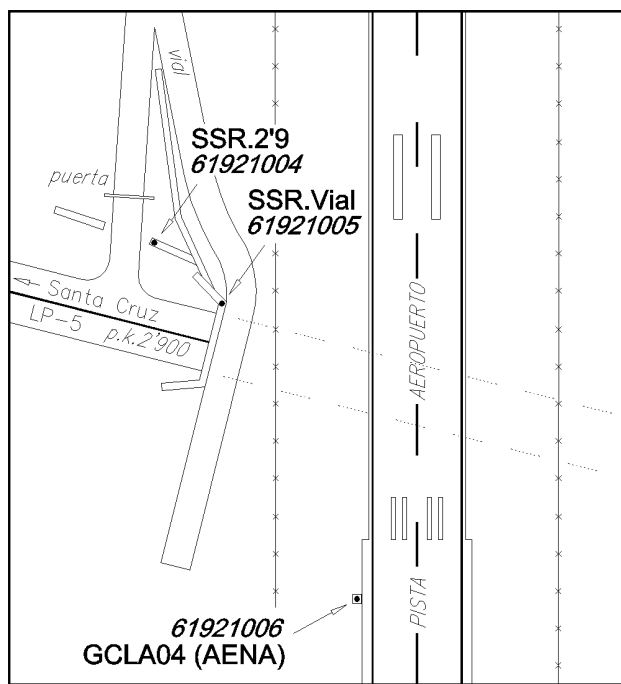 vial
SSR.2'9
61921004
puerta
SSR.Vial
61921005
Santa Cruz
LP-5 p.k.2'900
AEROPUERTO
PISTA
61921006
GCLA04 (AENA)